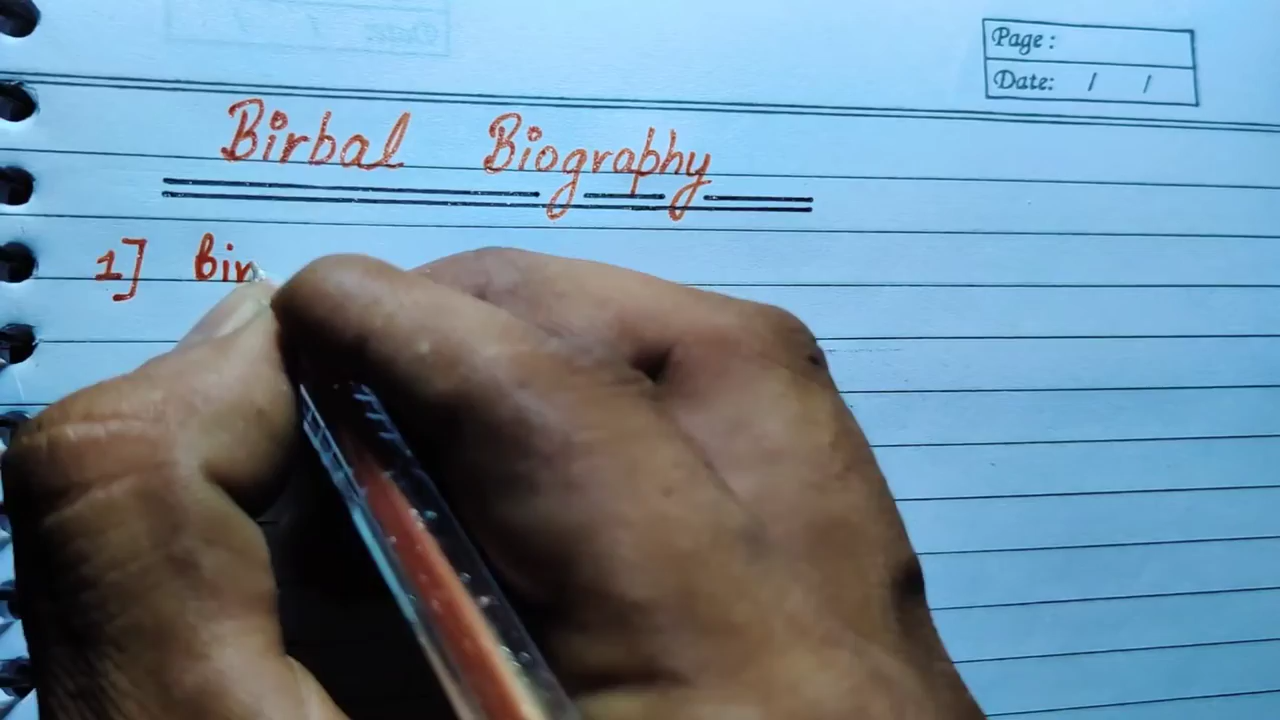 Page :
Date: / /
Birbal Biography
1] Bir